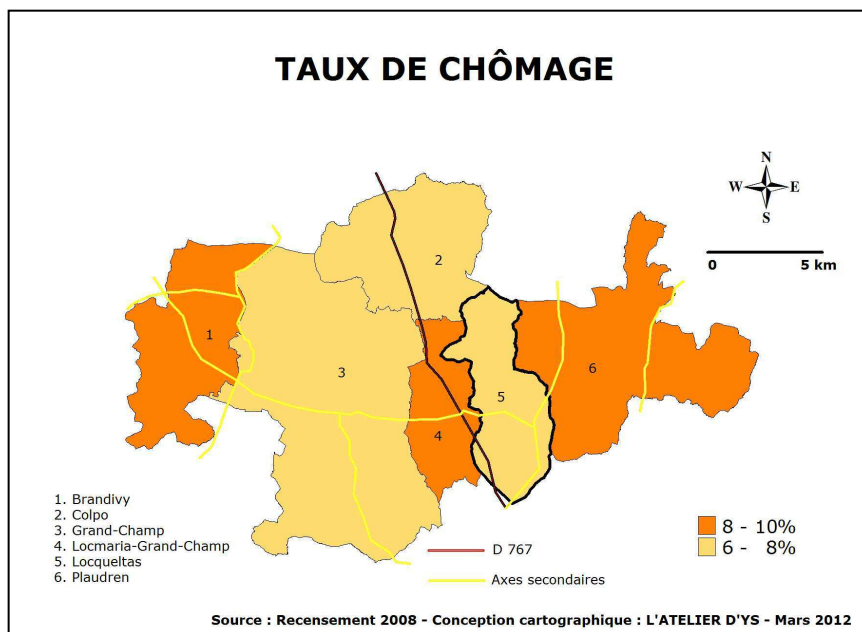 TAUX DE CHÔMAGE
N
W E
S
0 5 km
2
1
3
6
5
4
1. Brandivy
2. Colpo
3. Grand-Champ
4. Locmaria-Grand-Champ
5. Locqueltas
6. Plaudren
D 767
Axes secondaires
8 - 10%
6 - 8%
Source : Recensement 2008 - Conception cartographique : L'ATELIER D'YS - Mars 2012